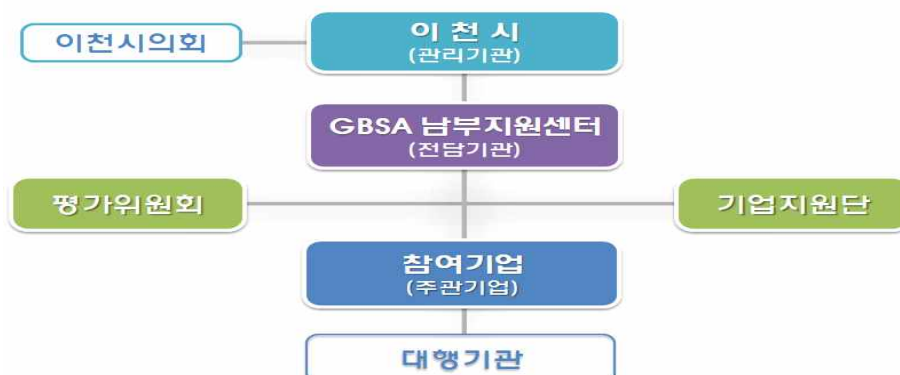 이천시의회
이 천 시
(관리기관)
GBSA 남부지원센터
(전담기관)
평가위원회
기업지원단
참여기업
(주관기업)
대행기관